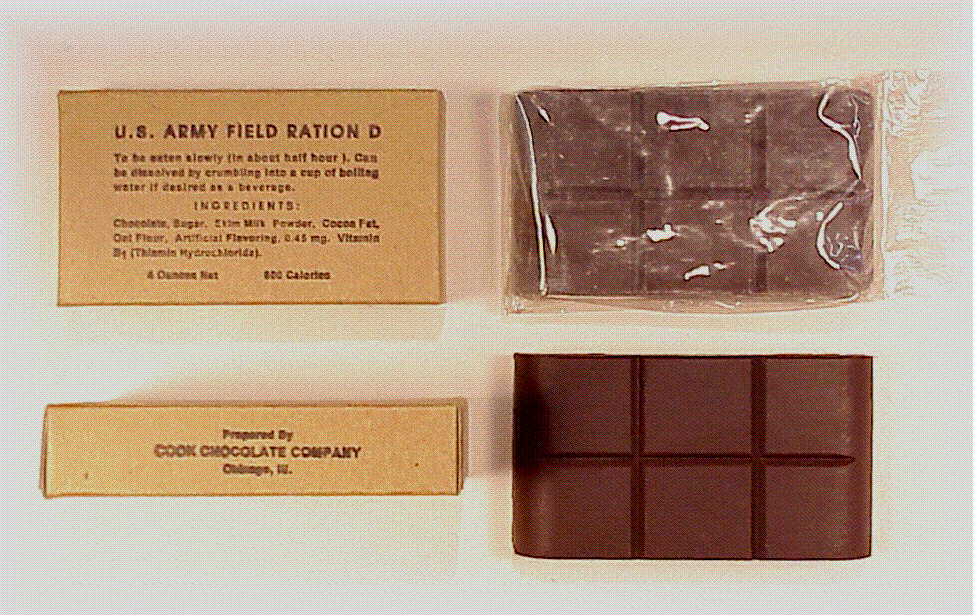 U.S. ARMY FIELD RATION D
To be eaten slowly (in about half hour ). Can
be dissolved by crumbling into a cup of boiling
water if desired as a beverage.
INGREDIENTS:
Chocolate, Sugar, Skim Milk Powder, Cocoa Fat,
Oat Flour, Artificial Flavoring, 0.45 mg. Vitamin
B₁ (Thiamin Hydrochloride).
4 Ounces Net 600 Calories
Prepared By
COOK CHOCOLATE COMPANY
Chicago, Ill.